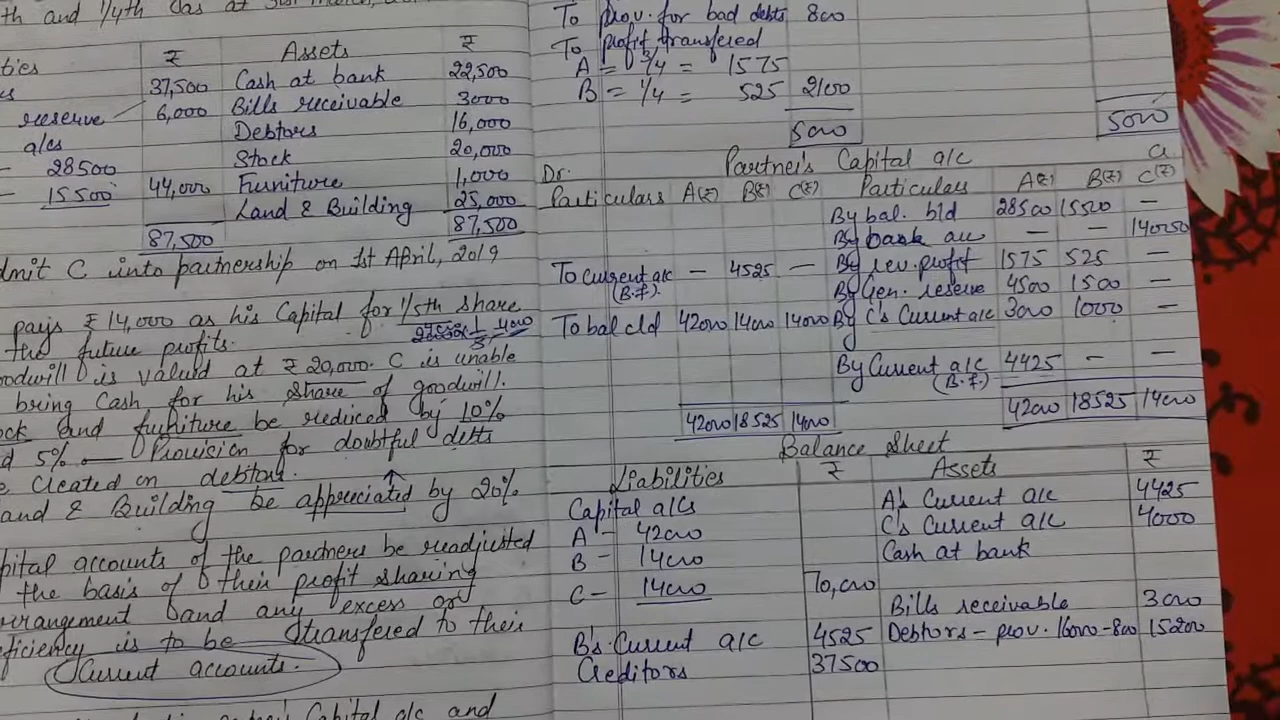 th and 1/4th
ties ₹ Assets ₹
37,500 Cash at bank 22,500
reserve 6,000 Bills receivable 3000
a/cs Debtors 16,000
- 28500 Stock 20,000
- 15500 44,000 Furniture 1,000
Land & Building 25,000
87,500 87,500
dmit C into partnership on 1st April, 2019
pays ₹ 14,000 as his Capital for 1/5th share
the future profits.
oodwill is valued at ₹ 20,000. C is unable
bring Cash for his share of goodwill.
ock and furniture be reduced by 10%
d 5% Provision for doubtful debts
e created on debtors.
and & Building be appreciated by 20%
pital accounts of the partners be readjusted
the basis of their profit sharing
rrangement and any excess or
eficiency is to be transfered to their
Current accounts.
Capital a/c and
To prov. for bad debts 800
To profit transfered
A = 3/4 = 1575
B = 1/4 = 525 2100
5000 5000
Partner's Capital a/c
Dr. Cr
Particulars A(₹) B(₹) C(₹) Particulars A(₹) B(₹) C(₹)
By bal. b/d 28500 15500 —
By bank a/c — — 14000
To current a/c — 4525 — By rev. profit 1575 525 —
(B.f). By Gen. reserve 4500 1500 —
To bal c/d 42000 14000 14000 By C's Current a/c 3000 1000 —
By Current a/c 4425 — —
(B.f.)
42000 18525 14000 42000 18525 14000
Balance Sheet
Liabilities ₹ Assets ₹
Capital a/cs A's Current a/c 4425
A - 42000 C's Current a/c 4000
B - 14000 Cash at bank
C - 14000 70,000
Bills receivable 3000
B's Current a/c 4525 Debtors - prov. 16000-800 15200
Creditors 37500